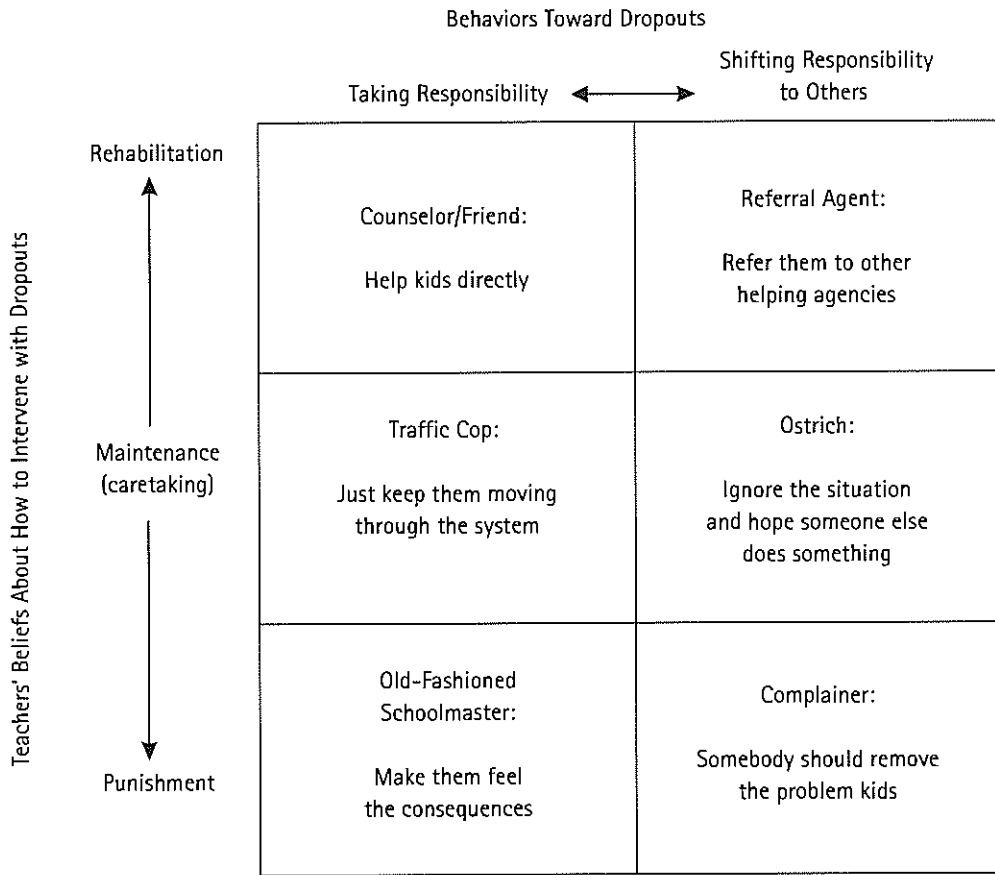 Behaviors Toward Dropouts
Taking Responsibility
Shifting Responsibility
to Others
Teachers' Beliefs About How to Intervene with Dropouts
Rehabilitation
Counselor/Friend:
Help kids directly
Referral Agent:
Refer them to other
helping agencies
Maintenance
(caretaking)
Traffic Cop:
Just keep them moving
through the system
Ostrich:
Ignore the situation
and hope someone else
does something
Punishment
Old-Fashioned
Schoolmaster:
Make them feel
the consequences
Complainer:
Somebody should remove
the problem kids